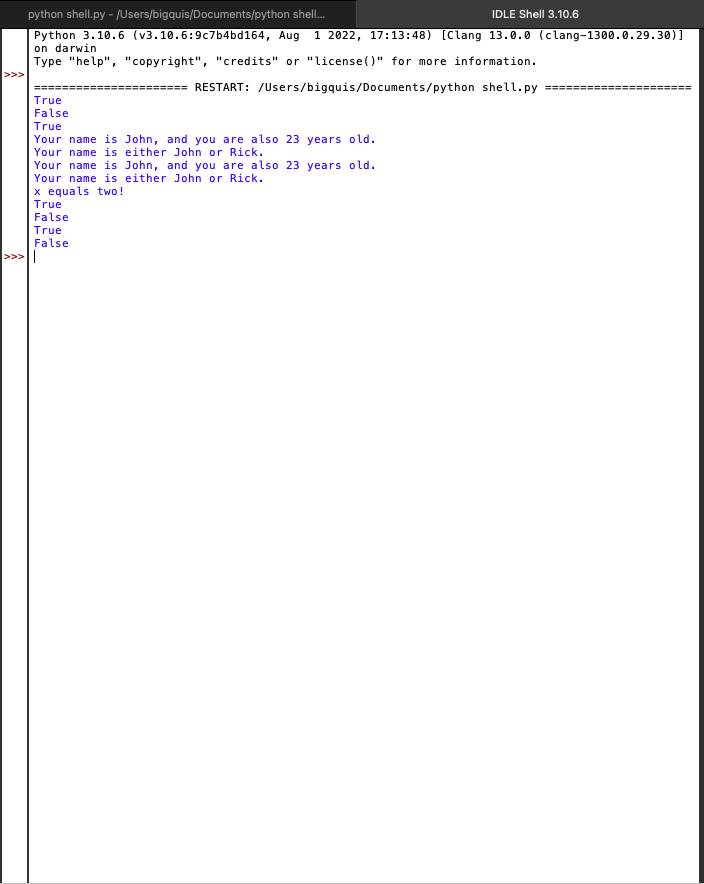 python shell.py - /Users/bigquis/Documents/python shell...
IDLE Shell 3.10.6
Python 3.10.6 (v3.10.6:9c7b4bd164, Aug  1 2022, 17:13:48) [Clang 13.0.0 (clang-1300.0.29.30)]
on darwin
Type "help", "copyright", "credits" or "license()" for more information.
>>>
====================== RESTART: /Users/bigquis/Documents/python shell.py =====================
True
False
True
Your name is John, and you are also 23 years old.
Your name is either John or Rick.
Your name is John, and you are also 23 years old.
Your name is either John or Rick.
x equals two!
True
False
True
False
>>>